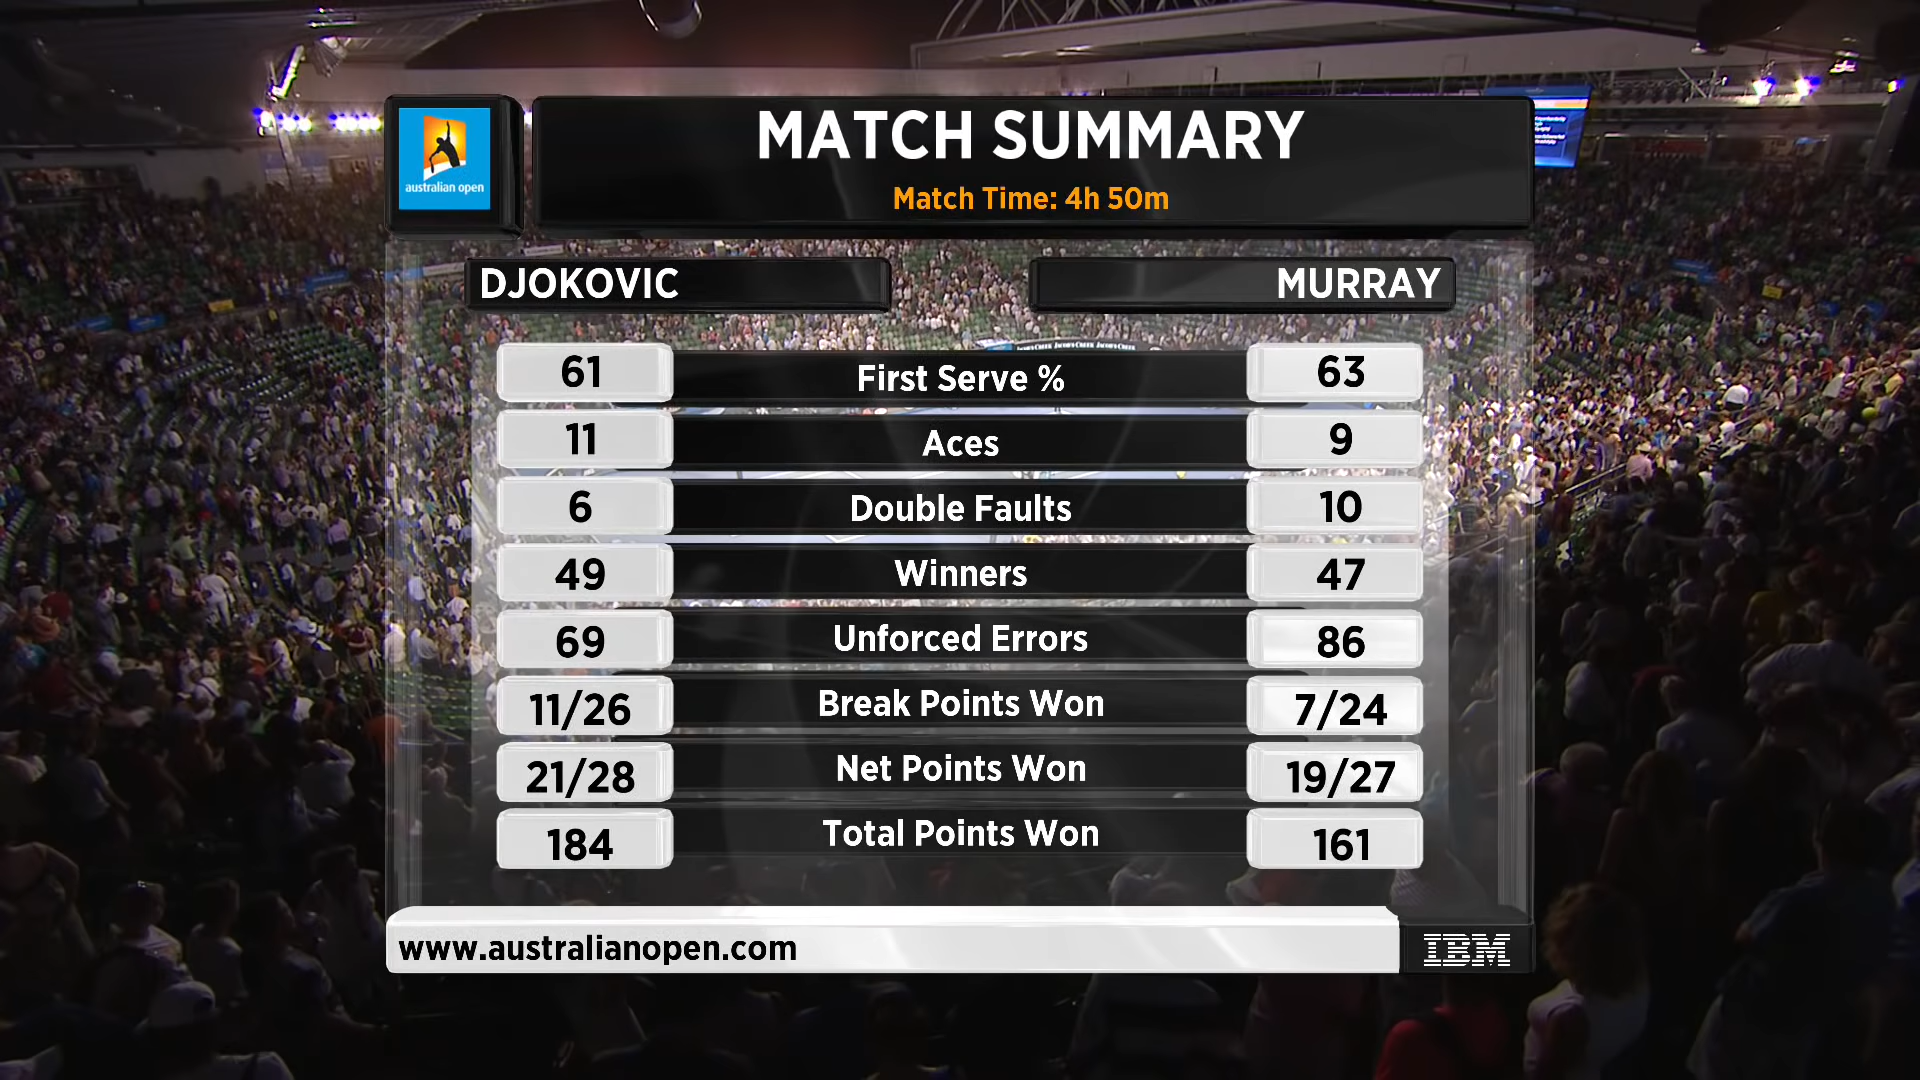 australian open
MATCH SUMMARY
Match Time: 4h 50m
DJOKOVIC MURRAY
61 First Serve % 63
11 Aces 9
6 Double Faults 10
49 Winners 47
69 Unforced Errors 86
11/26 Break Points Won 7/24
21/28 Net Points Won 19/27
184 Total Points Won 161
www.australianopen.com IBM